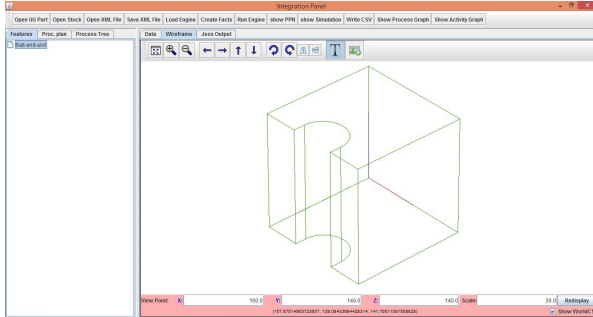 Integration Panel
Open UG Part Open Stock Open XML File Save XML File Load Engine Create Facts Run Engine show PPN show Simulation Write CSV Show Process Graph Show Activity Graph
Features Proc. plan Process Tree
Data Wireframe Jess Output
Ball-end-slot
T
View Point: X: 160.0 Y: 140.0 Z: 140.0 Scale: 30.0 Redisplay
Show WorldCS